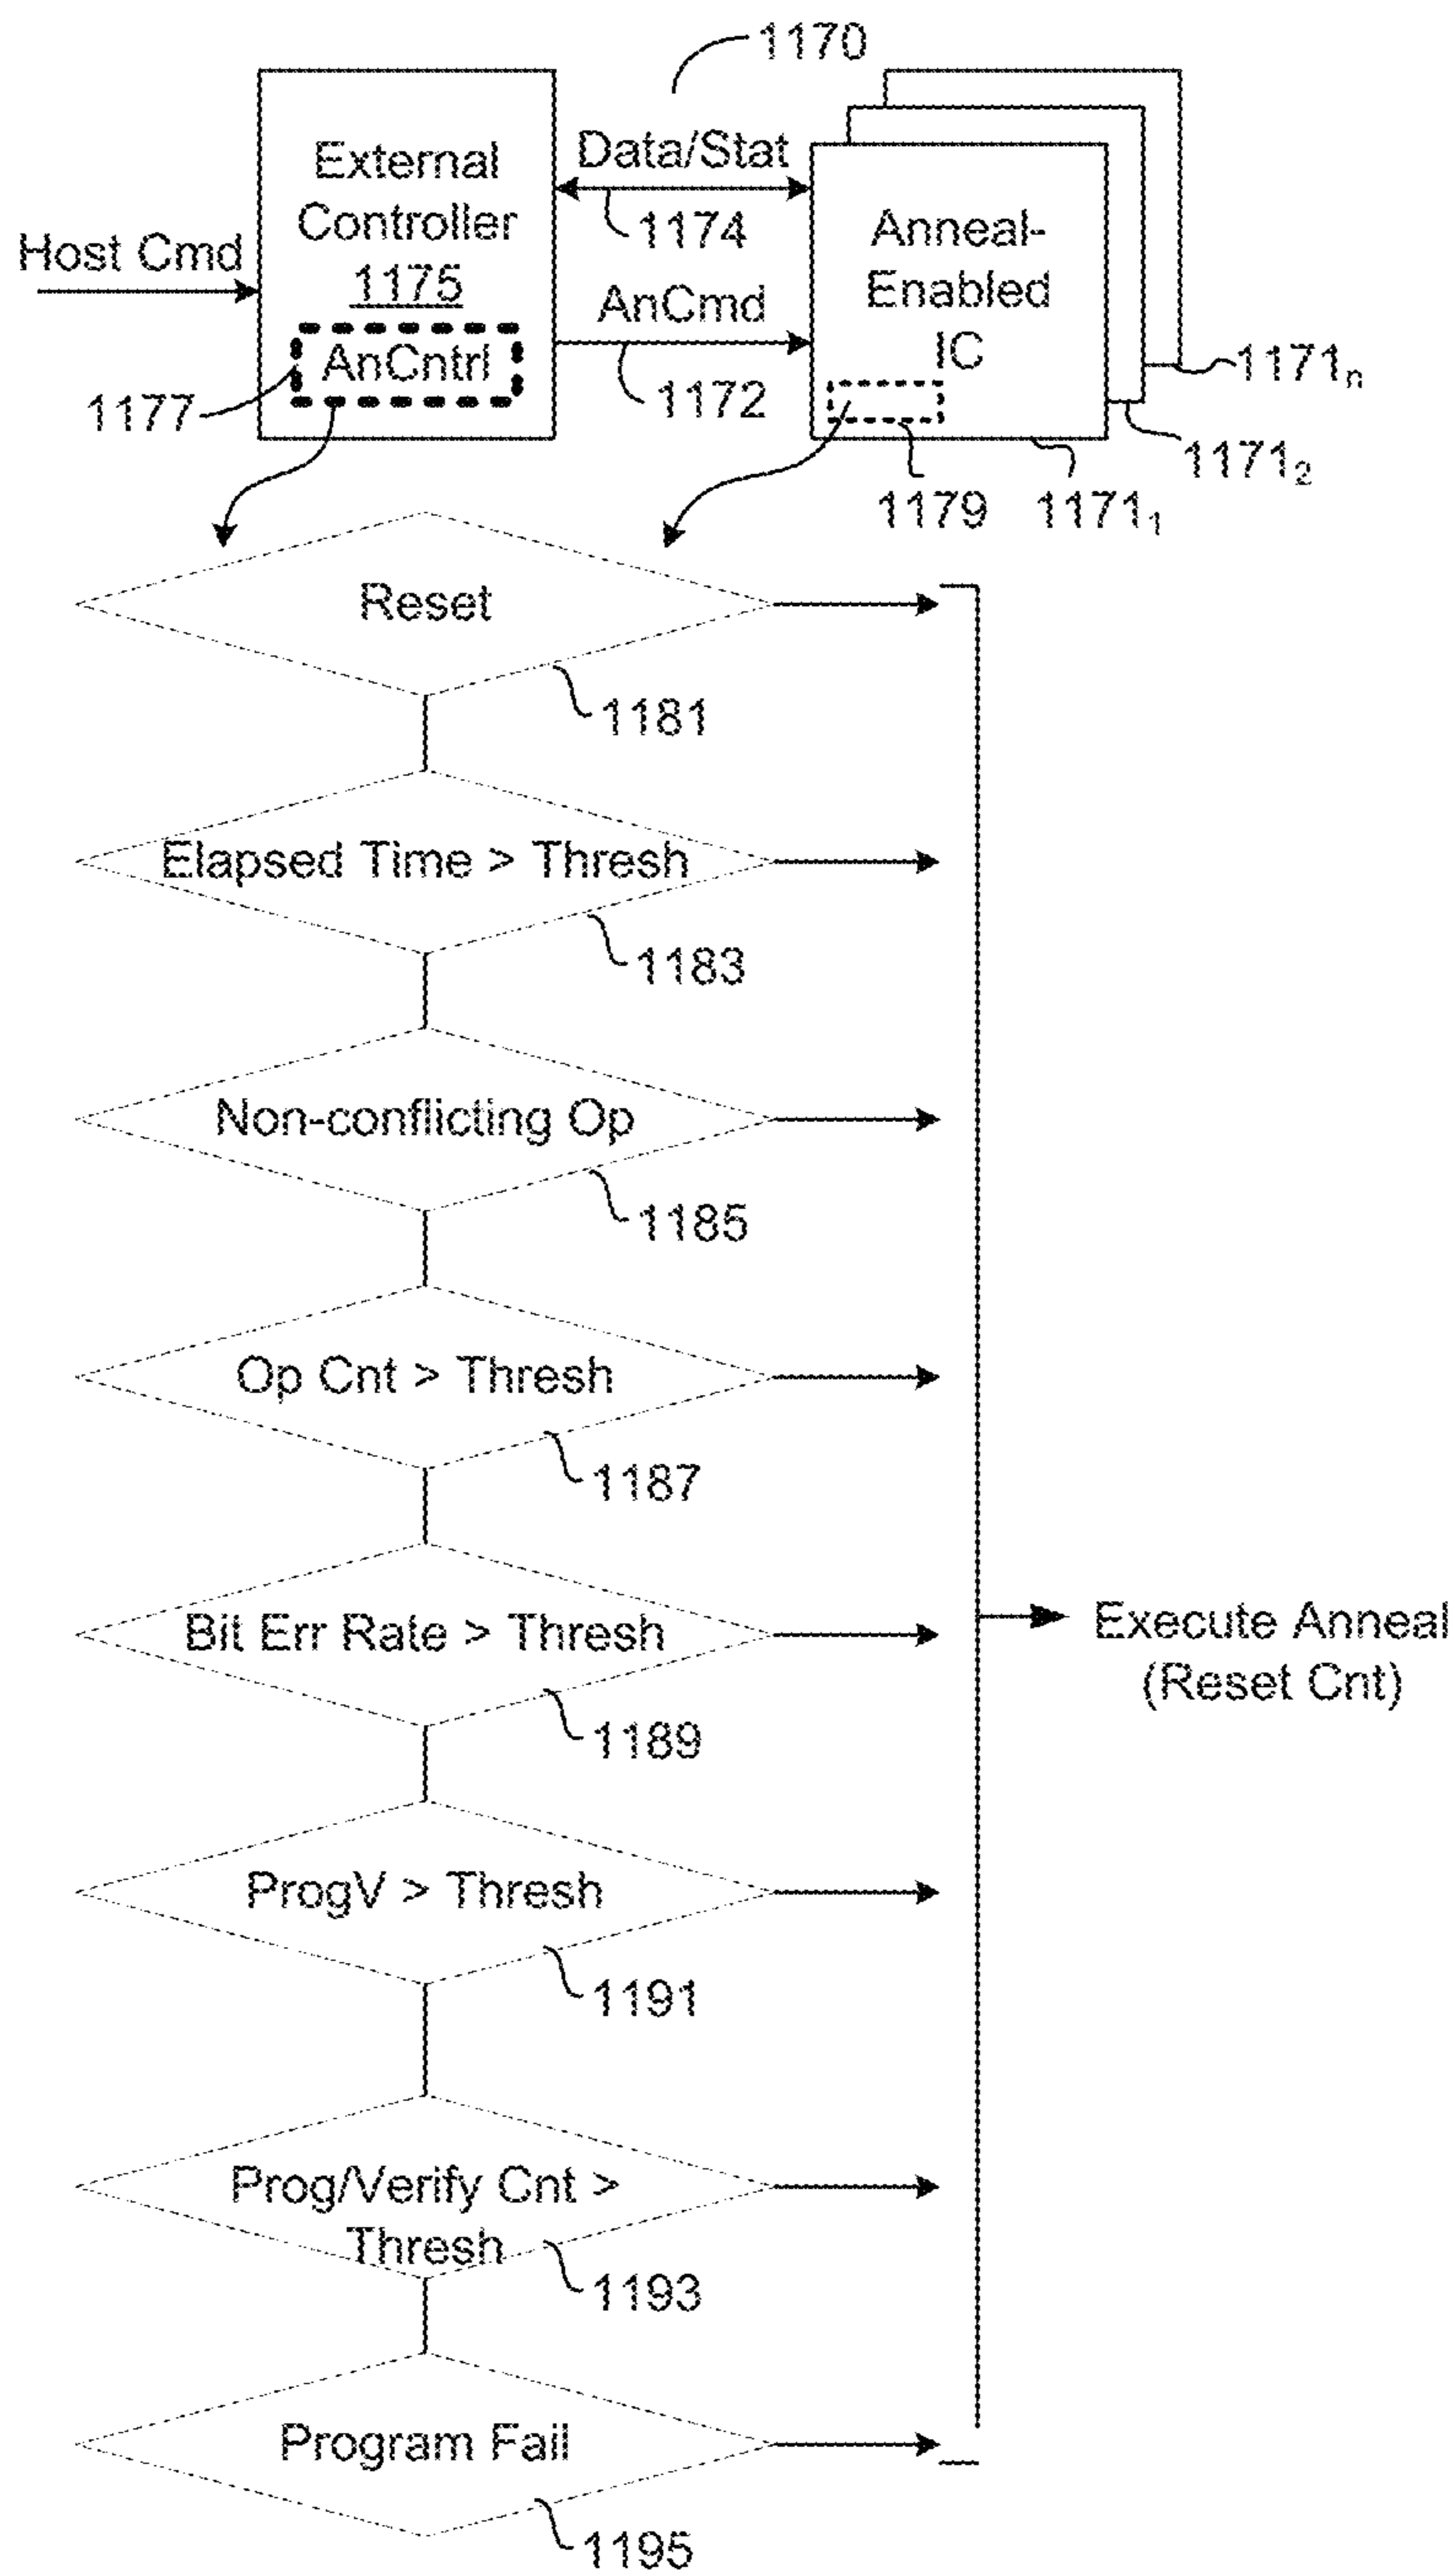 1170
External
Controller
1175
AnCntrl
Data/Stat
1174
Host Cmd
AnCmd
1172
1177
Anneal-
Enabled
IC
1171n
11712
1179
11711
Reset
1181
Elapsed Time > Thresh
1183
Non-conflicting Op
1185
Op Cnt > Thresh
1187
Bit Err Rate > Thresh
1189
Execute Anneal
(Reset Cnt)
ProgV > Thresh
1191
Prog/Verify Cnt >
Thresh
1193
Program Fail
1195